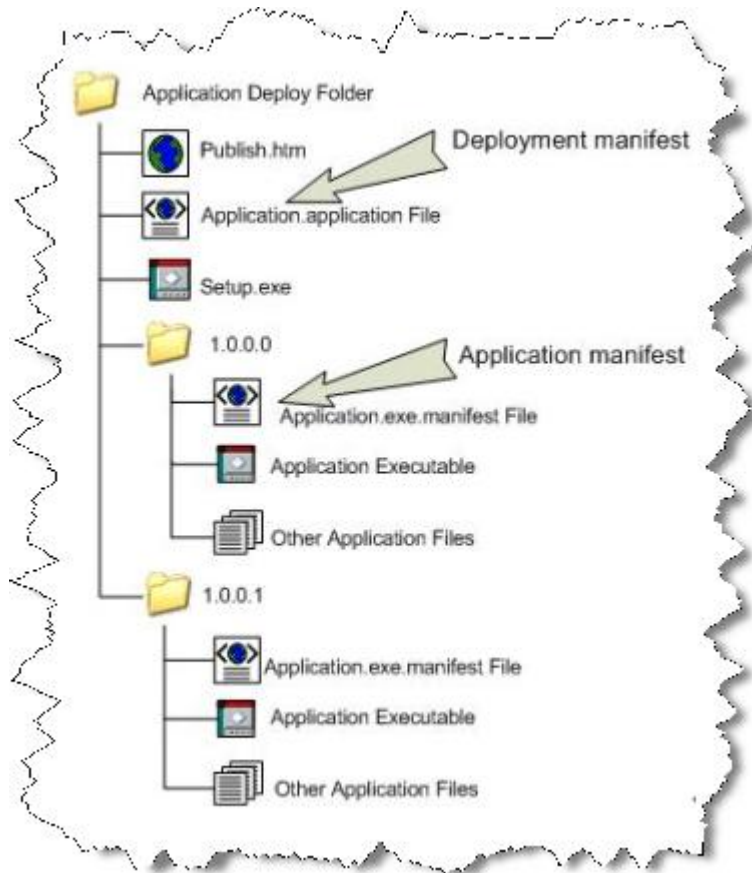 Application Deploy Folder
Publish.htm
Deployment manifest
Application.application File
Setup.exe
1.0.0.0
Application manifest
Application.exe.manifest File
Application Executable
Other Application Files
1.0.0.1
Application.exe.manifest File
Application Executable
Other Application Files